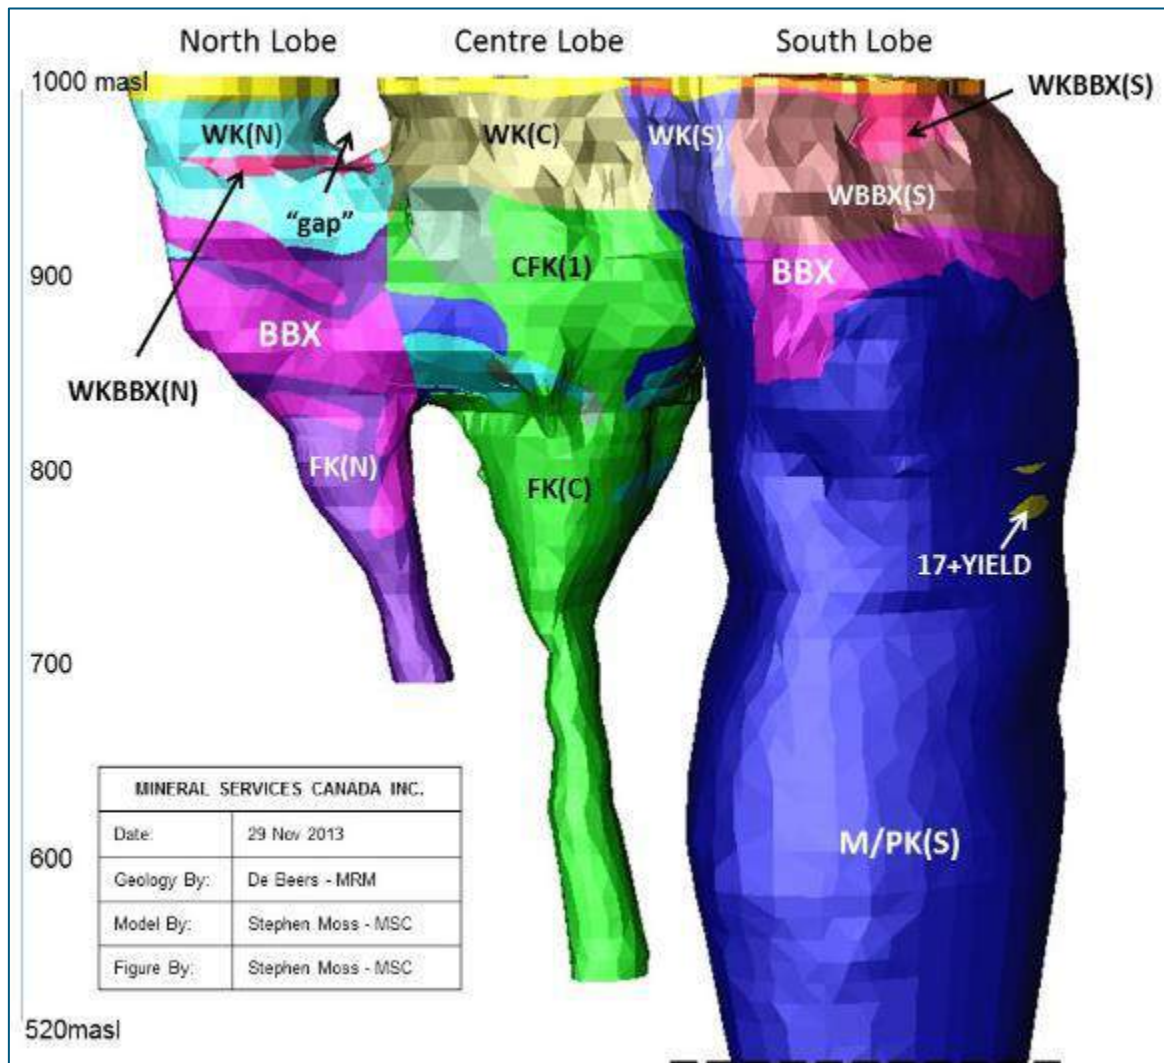 North Lobe
Centre Lobe
South Lobe
1000 masl
WKBBX(S)
WK(N)
WK(C)
WK(S)
WBBX(S)
"gap"
900
CFK(1)
BBX
BBX
WKBBX(N)
800
FK(N)
FK(C)
17+YIELD
700
600
M/PK(S)
MINERAL SERVICES CANADA INC.
Date: 29 Nov 2013
Geology By: De Beers - MRM
Model By: Stephen Moss - MSC
Figure By: Stephen Moss - MSC
520masl